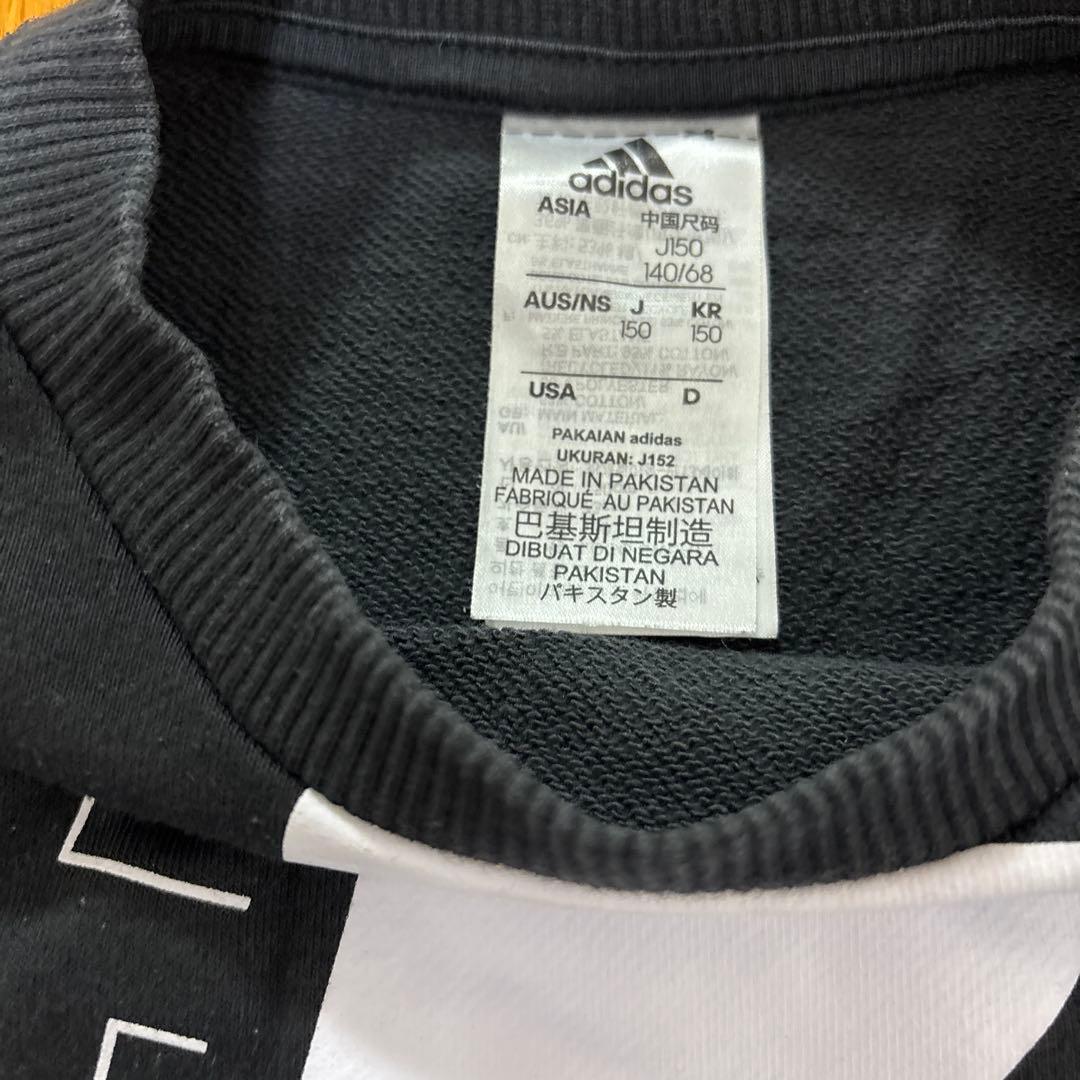 adidas
ASIA 中国尺码
J150
140/68
AUS/NS J KR
150 150
USA D
PAKAIAN adidas
UKURAN: J152
MADE IN PAKISTAN
FABRIQUÉ AU PAKISTAN
巴基斯坦制造
DIBUAT DI NEGARA
PAKISTAN
パキスタン製